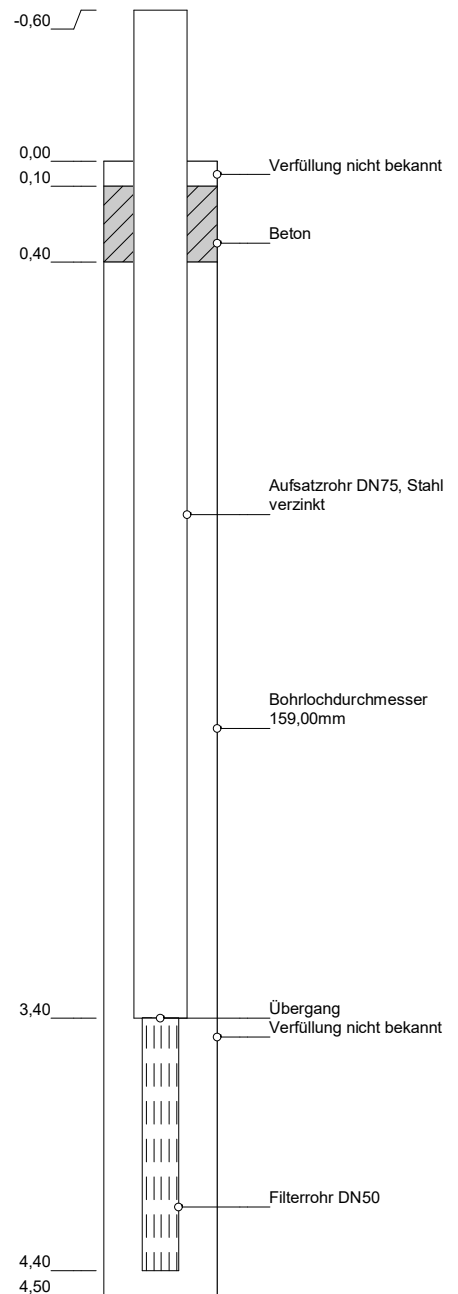 -0,60
0,00
Verfüllung nicht bekannt
0,10
Beton
0,40
Aufsatzrohr DN75, Stahl
verzinkt
Bohrlochdurchmesser
159,00mm
3,40
Übergang
Verfüllung nicht bekannt
Filterrohr DN50
4,40
4,50